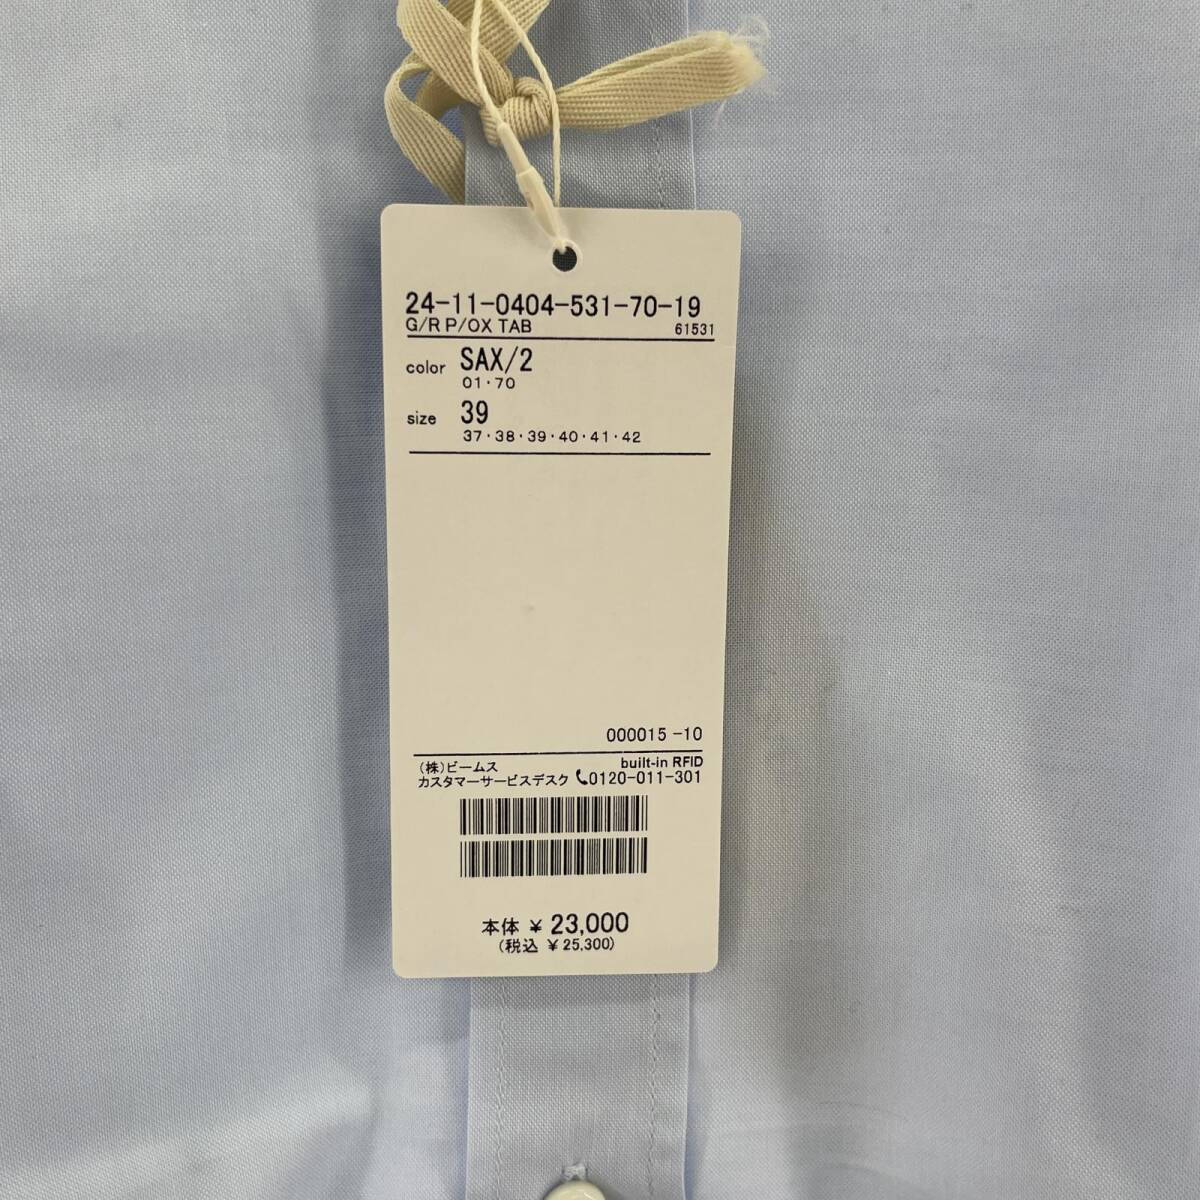 24-11-0404-531-70-19
G/R P/OX TAB 61531
color SAX/2
01・70
size 39
37・38・39・40・41・42
000015 -10
(株)ビームス built-in RFID
カスタマーサービスデスク 0120-011-301
本体 ¥ 23,000
(税込 ¥ 25,300)